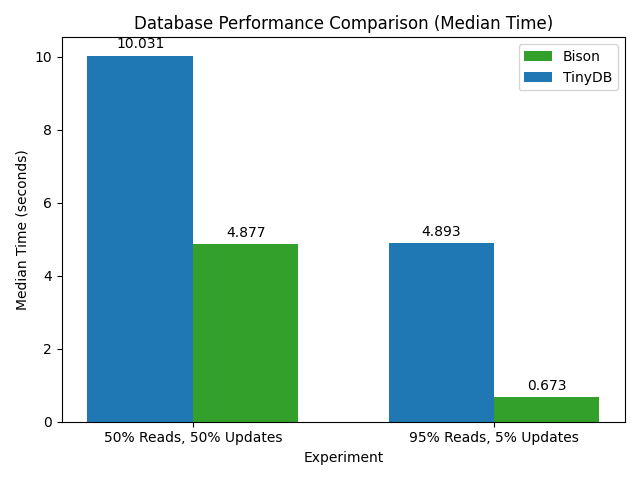 Database Performance Comparison (Median Time)
Bison
TinyDB
10.031
4.877
4.893
0.673
10
8
6
4
2
0
Median Time (seconds)
50% Reads, 50% Updates
95% Reads, 5% Updates
Experiment